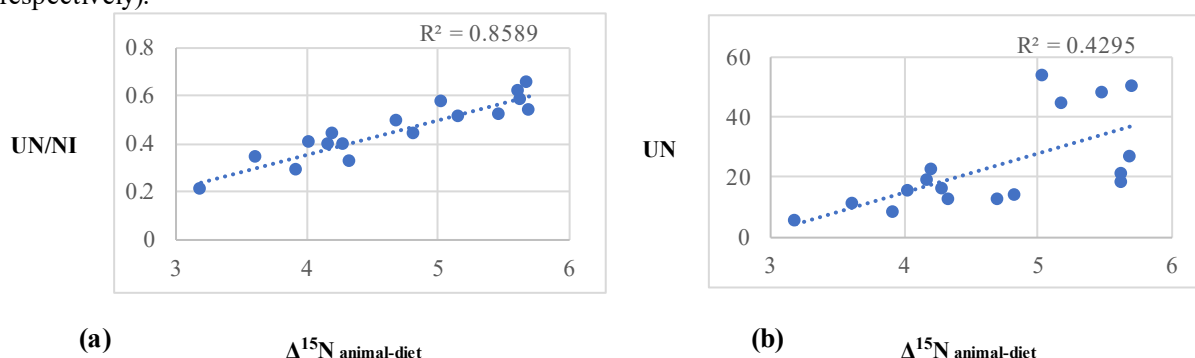 respectively).
R² = 0.8589
0.8
0.6
0.4
0.2
0
3 4 5 6
UN/NI
(a) Δ¹⁵N animal-diet
R² = 0.4295
60
40
20
0
3 4 5 6
UN
(b) Δ¹⁵N animal-diet